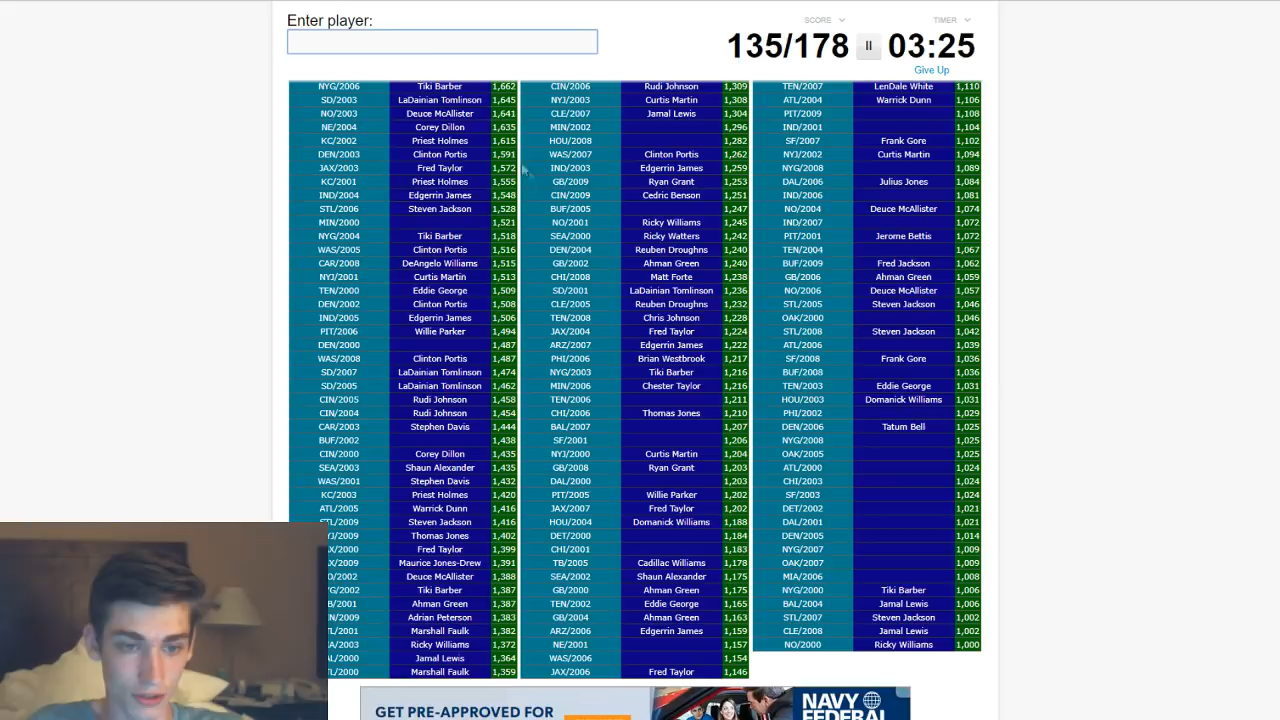 Enter player:
SCORE
TIMER
135/178
03:25
Give Up
NYG/2006 Tiki Barber 1,662
SD/2003 LaDainian Tomlinson 1,645
NO/2003 Deuce McAllister 1,641
NE/2004 Corey Dillon 1,635
KC/2002 Priest Holmes 1,615
DEN/2003 Clinton Portis 1,591
JAX/2003 Fred Taylor 1,572
KC/2001 Priest Holmes 1,555
IND/2004 Edgerrin James 1,548
STL/2006 Steven Jackson 1,528
MIN/2000 1,521
NYG/2004 Tiki Barber 1,518
WAS/2005 Clinton Portis 1,516
CAR/2008 DeAngelo Williams 1,515
NYJ/2001 Curtis Martin 1,513
TEN/2000 Eddie George 1,509
DEN/2002 Clinton Portis 1,508
IND/2005 Edgerrin James 1,506
PIT/2006 Willie Parker 1,494
DEN/2000 1,487
WAS/2008 Clinton Portis 1,487
SD/2007 LaDainian Tomlinson 1,474
SD/2005 LaDainian Tomlinson 1,462
CIN/2005 Rudi Johnson 1,458
CIN/2004 Rudi Johnson 1,454
CAR/2003 Stephen Davis 1,444
BUF/2002 1,438
CIN/2000 Corey Dillon 1,435
SEA/2003 Shaun Alexander 1,435
WAS/2001 Stephen Davis 1,432
KC/2003 Priest Holmes 1,420
ATL/2005 Warrick Dunn 1,416
STL/2009 Steven Jackson 1,416
YJ/2009 Thomas Jones 1,402
X/2000 Fred Taylor 1,399
X/2009 Maurice Jones-Drew 1,391
O/2002 Deuce McAllister 1,388
YG/2002 Tiki Barber 1,387
B/2001 Ahman Green 1,387
N/2009 Adrian Peterson 1,383
TL/2001 Marshall Faulk 1,382
A/2003 Ricky Williams 1,372
L/2000 Jamal Lewis 1,364
L/2000 Marshall Faulk 1,359
CIN/2006 Rudi Johnson 1,309
NYJ/2003 Curtis Martin 1,308
CLE/2007 Jamal Lewis 1,304
MIN/2002 1,296
HOU/2008 1,282
WAS/2007 Clinton Portis 1,262
IND/2003 Edgerrin James 1,259
GB/2009 Ryan Grant 1,253
CIN/2009 Cedric Benson 1,251
BUF/2005 1,247
NO/2001 Ricky Williams 1,245
SEA/2000 Ricky Watters 1,242
DEN/2004 Reuben Droughns 1,240
GB/2002 Ahman Green 1,240
CHI/2008 Matt Forte 1,238
SD/2001 LaDainian Tomlinson 1,236
CLE/2005 Reuben Droughns 1,232
TEN/2008 Chris Johnson 1,228
JAX/2004 Fred Taylor 1,224
ARZ/2007 Edgerrin James 1,222
PHI/2006 Brian Westbrook 1,217
NYG/2003 Tiki Barber 1,216
MIN/2006 Chester Taylor 1,216
TEN/2006 1,211
CHI/2006 Thomas Jones 1,210
BAL/2007 1,207
SF/2001 1,206
NYJ/2000 Curtis Martin 1,204
GB/2008 Ryan Grant 1,203
DAL/2000 1,203
PIT/2005 Willie Parker 1,202
JAX/2007 Fred Taylor 1,202
HOU/2004 Domanick Williams 1,188
DET/2000 1,184
CHI/2001 1,183
TB/2005 Cadillac Williams 1,178
SEA/2002 Shaun Alexander 1,175
GB/2000 Ahman Green 1,175
TEN/2002 Eddie George 1,165
GB/2004 Ahman Green 1,163
ARZ/2006 Edgerrin James 1,159
NE/2001 1,157
WAS/2006 1,154
JAX/2006 Fred Taylor 1,146
TEN/2007 LenDale White 1,110
ATL/2004 Warrick Dunn 1,106
PIT/2009 1,108
IND/2001 1,104
SF/2007 Frank Gore 1,102
NYJ/2002 Curtis Martin 1,094
NYG/2008 1,089
DAL/2006 Julius Jones 1,084
IND/2006 1,081
NO/2004 Deuce McAllister 1,074
IND/2007 1,072
PIT/2001 Jerome Bettis 1,072
TEN/2004 1,067
BUF/2009 Fred Jackson 1,062
GB/2006 Ahman Green 1,059
NO/2006 Deuce McAllister 1,057
STL/2005 Steven Jackson 1,046
OAK/2000 1,046
STL/2008 Steven Jackson 1,042
ATL/2006 1,039
SF/2008 Frank Gore 1,036
BUF/2008 1,036
TEN/2003 Eddie George 1,031
HOU/2003 Domanick Williams 1,031
PHI/2002 1,029
DEN/2006 Tatum Bell 1,025
NYG/2008 1,025
OAK/2005 1,025
ATL/2000 1,024
CHI/2003 1,024
SF/2003 1,024
DET/2002 1,021
DAL/2001 1,021
DEN/2005 1,014
NYG/2007 1,009
OAK/2007 1,009
MIA/2006 1,008
NYG/2000 Tiki Barber 1,006
BAL/2004 Jamal Lewis 1,006
STL/2007 Steven Jackson 1,002
CLE/2008 Jamal Lewis 1,002
NO/2000 Ricky Williams 1,000
GET PRE-APPROVED FOR
NAVY
FEDERAL